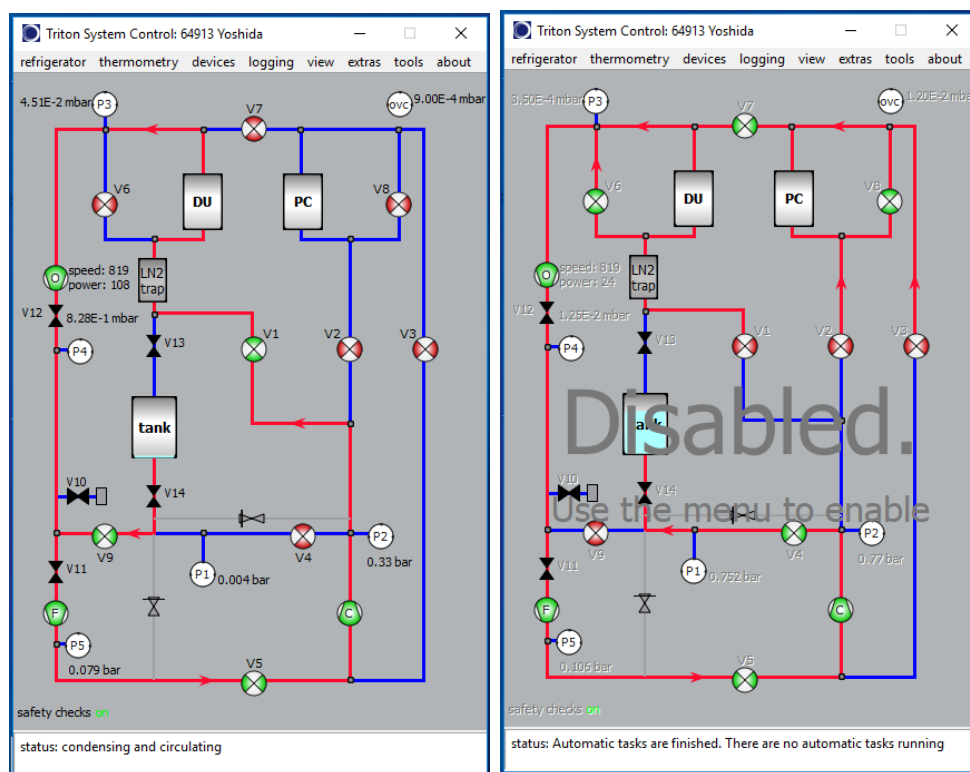 Triton System Control: 64913 Yoshida
refrigerator thermometry devices logging view extras tools about
4.51E-2 mbar
P3
V7
ovc
9.00E-4 mbar
V6
DU
PC
V8
O
speed: 819
power: 108
LN2
trap
V12
8.28E-1 mbar
P4
V13
V1
V2
V3
tank
V10
V14
V9
V11
P1
0.004 bar
V4
P2
0.33 bar
F
C
P5
0.079 bar
V5
safety checks on
status: condensing and circulating
Triton System Control: 64913 Yoshida
refrigerator thermometry devices logging view extras tools about
3.50E-4 mbar
P3
V7
ovc
1.20E-2 mbar
V6
DU
PC
V8
O
speed: 819
power: 24
LN2
trap
V12
1.25E-2 mbar
P4
V13
V1
V2
V3
tank
Disabled.
V10
V14
Use the menu to enable
V9
V11
P1
0.752 bar
V4
P2
0.77 bar
F
C
P5
0.105 bar
V5
safety checks on
status: Automatic tasks are finished. There are no automatic tasks running